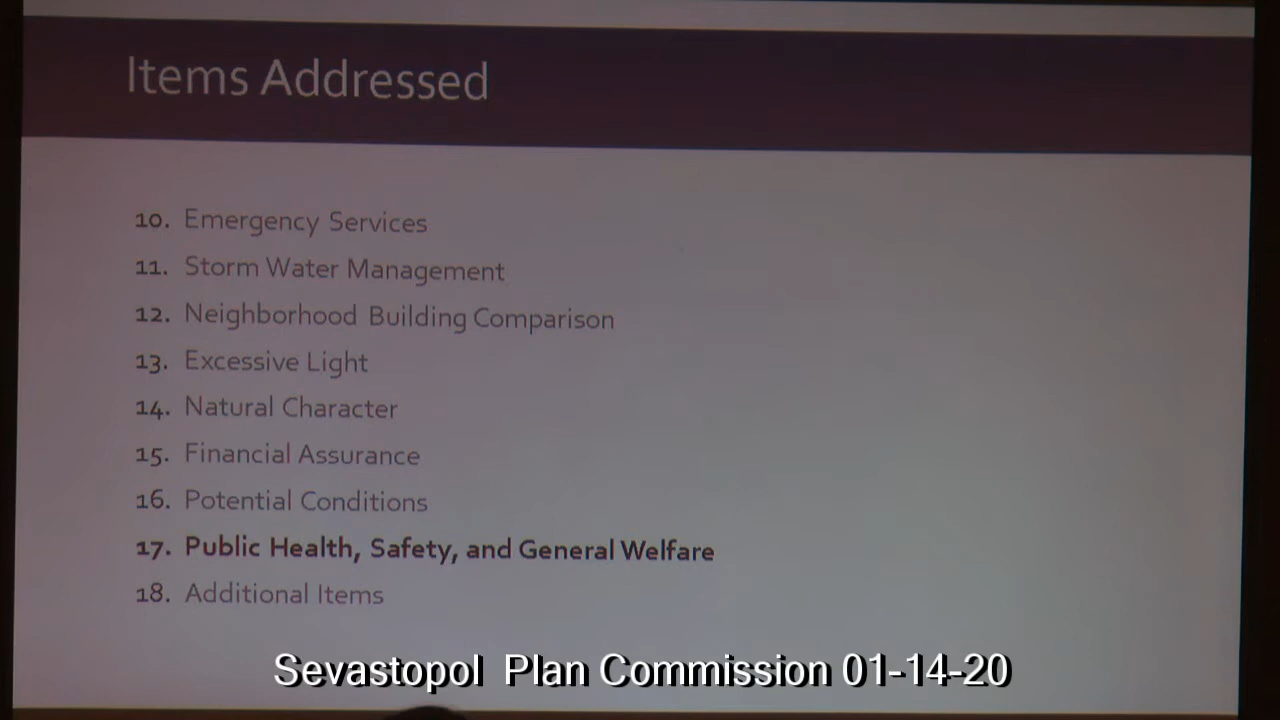 Items Addressed
10. Emergency Services
11. Storm Water Management
12. Neighborhood Building Comparison
13. Excessive Light
14. Natural Character
15. Financial Assurance
16. Potential Conditions
17. Public Health, Safety, and General Welfare
18. Additional Items
Sevastopol Plan Commission 01-14-20